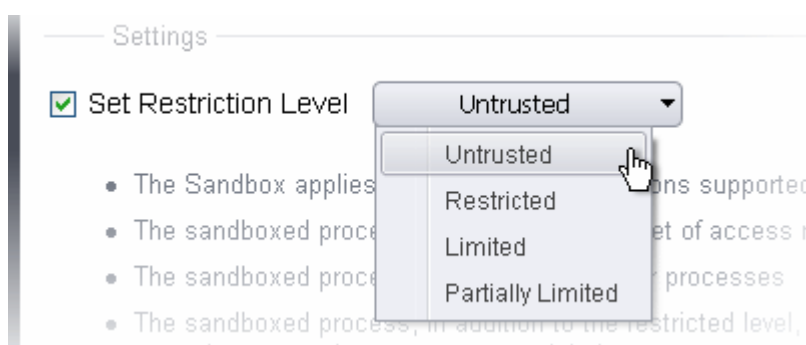 Settings
Set Restriction Level Untrusted
Untrusted
Restricted
Limited
Partially Limited
The Sandbox applies ons supported
The sandboxed proce et of access
The sandboxed proce processes
The sandboxed process, in addition to the restricted level,